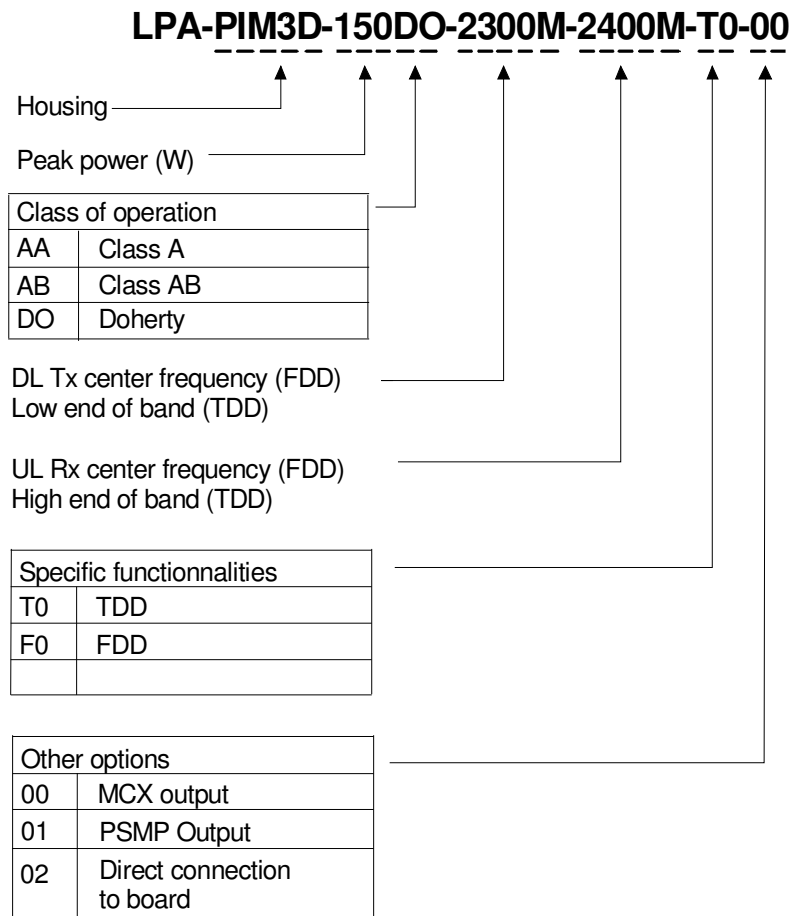 LPA-PIM3D-150DO-2300M-2400M-T0-00
Housing
Peak power (W)
Class of operation
AA Class A
AB Class AB
DO Doherty
DL Tx center frequency (FDD)
Low end of band (TDD)
UL Rx center frequency (FDD)
High end of band (TDD)
Specific functionnalities
T0 TDD
F0 FDD
Other options
00 MCX output
01 PSMP Output
02 Direct connection
to board